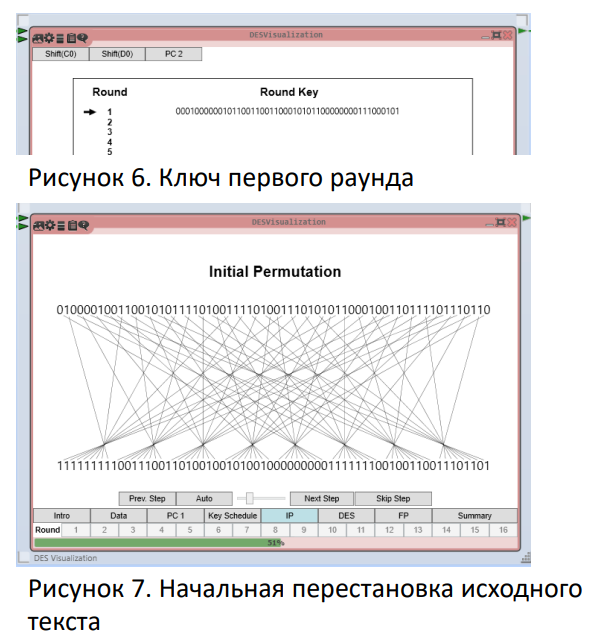 DESVisualization
Shift(C0) Shift(D0) PC 2
Round Round Key
1 000100000010110011001100010101100000000111000101
2
3
4
5
Рисунок 6. Ключ первого раунда
DESVisualization
Initial Permutation
0100001001100101011110100111101001110101011000100110111101110110
1111111110011100110100100101001000000000111111100100110011101101
Prev. Step Auto Next Step Skip Step
Intro Data PC 1 Key Schedule IP DES FP Summary
Round 1 2 3 4 5 6 7 8 9 10 11 12 13 14 15 16
51%
DES Visualization
Рисунок 7. Начальная перестановка исходного
текста